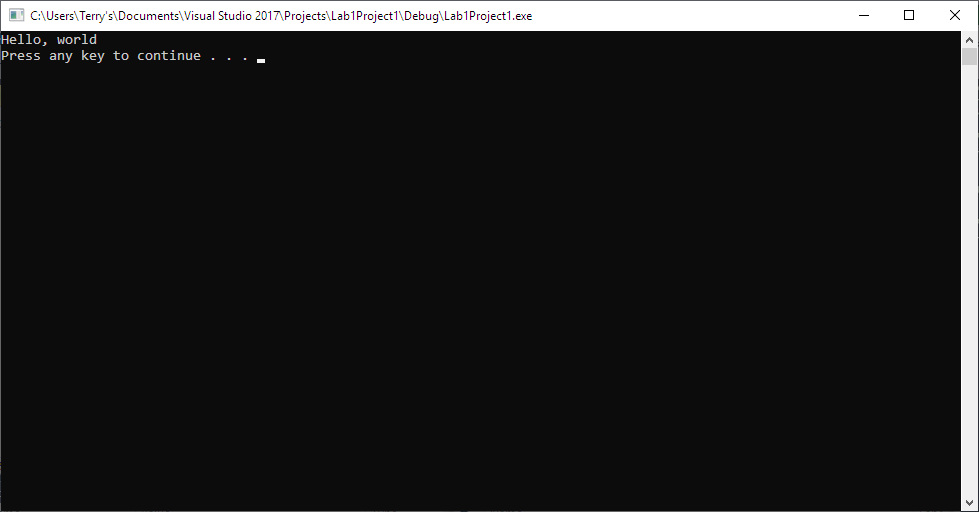 C:\Users\Terry's\Documents\Visual Studio 2017\Projects\Lab1Project1\Debug\Lab1Project1.exe
Hello, world
Press any key to continue . . .